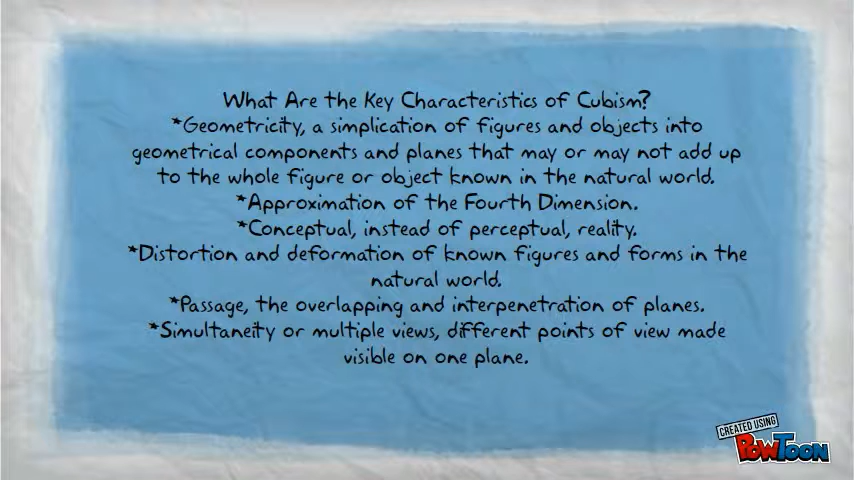 What Are the Key Characteristics of Cubism?
*Geometricity, a simplication of figures and objects into
geometrical components and planes that may or may not add up
to the whole figure or object known in the natural world.
*Approximation of the Fourth Dimension.
*Conceptual, instead of perceptual, reality.
*Distortion and deformation of known figures and forms in the
natural world.
*Passage, the overlapping and interpenetration of planes.
*Simultaneity or multiple views, different points of view made
visible on one plane.
CREATED USING
POWTOON